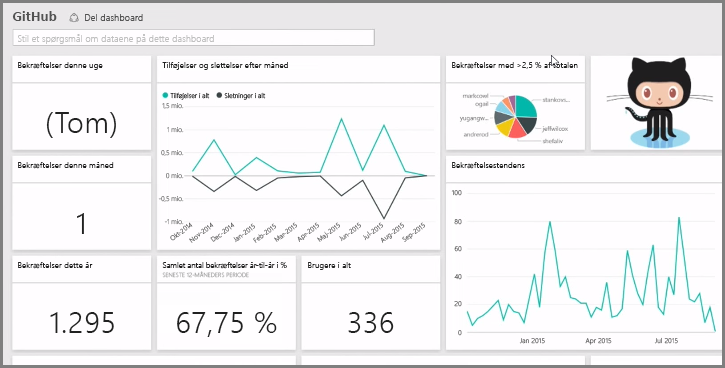 GitHub
Del dashboard
Stil et spørgsmål om dataene på dette dashboard
Bekræftelser denne uge
(Tom)
Tilføjelser og slettelser efter måned
Tilføjelser i alt
Sletninger i alt
1,5 mio.
1 mio.
0,5 mio.
0 mio.
-0,5 mio.
-1 mio.
Okt-2014
Nov-2014
Dec-2014
Jan-2015
Feb-2015
Mar-2015
Apr-2015
Maj-2015
Jun-2015
Jul-2015
Aug-2015
Sep-2015
Bekræftelser med >2,5 % af totalen
markcowl
ogail
yugangw...
andrerod
stankovs...
jeffwilcox
shefaliv
Bekræftelser denne måned
1
Bekræftelsestendens
100
80
60
40
20
0
Jan 2015
Apr 2015
Jul 2015
Bekræftelser dette år
1.295
Samlet antal bekræftelser år-til-år i %
SENESTE 12-MÅNEDERS PERIODE
67,75 %
Brugere i alt
336